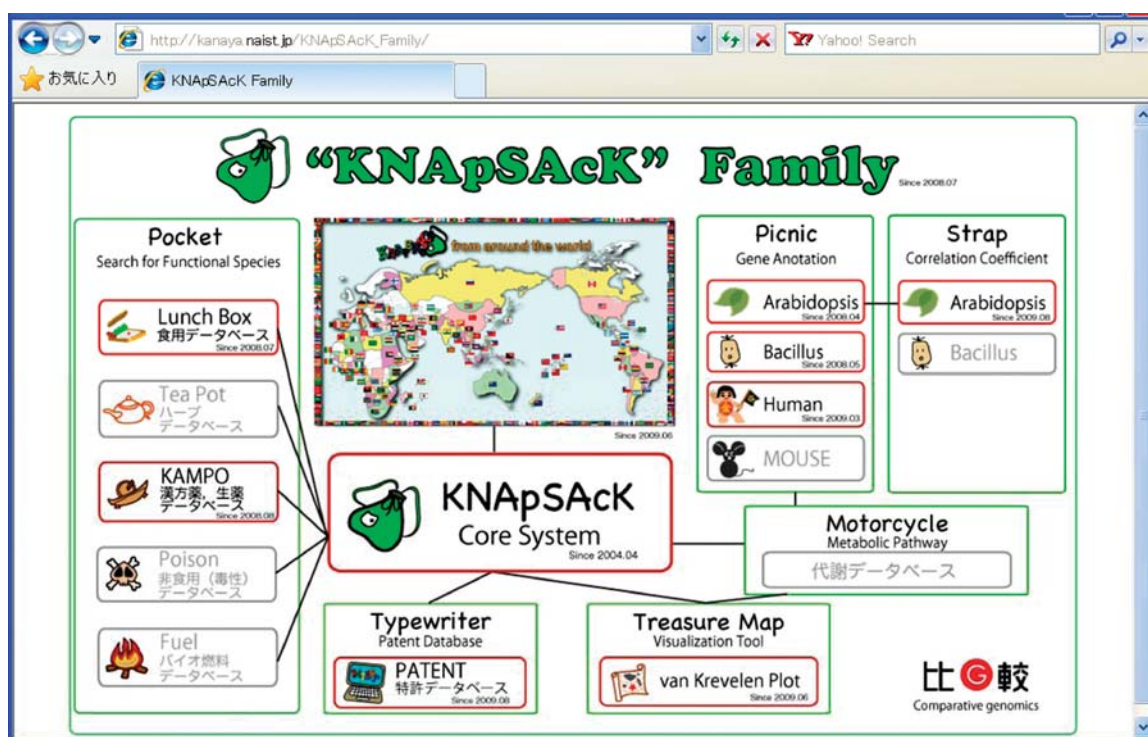 http://kanaya.naist.jp/KNApSAcK_Family/
Yahoo! Search
お気に入り
KNApSAcK Family
"KNApSAcK" Family
Since 2008.07
Pocket
Search for Functional Species
Lunch Box
食用データベース
Since 2008.07
Tea Pot
ハーブ
データベース
KAMPO
漢方薬，生薬
データベース
Since 2008.08
Poison
非食用（毒性）
データベース
Fuel
バイオ燃料
データベース
from around the world
Since 2009.06
KNApSAcK
Core System
Since 2004.04
Picnic
Gene Anotation
Arabidopsis
Since 2008.04
Bacillus
Since 2008.05
Human
Since 2009.03
MOUSE
Strap
Correlation Coefficient
Arabidopsis
Since 2009.08
Bacillus
Motorcycle
Metabolic Pathway
代謝データベース
Typewriter
Patent Database
PATENT
特許データベース
Since 2009.08
Treasure Map
Visualization Tool
van Krevelen Plot
Since 2009.06
比G較
Comparative genomics